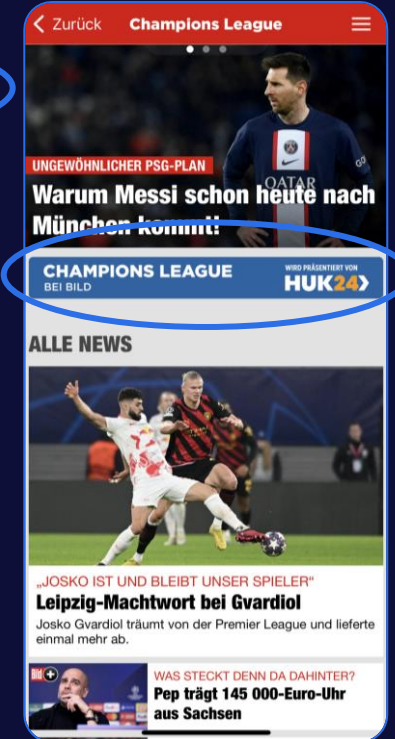 Zurück Champions League
UNGEWÖHNLICHER PSG-PLAN
QATAR
Warum Messi schon heute nach
München kommt!
CHAMPIONS LEAGUE
BEI BILD
WIRD PRÄSENTIERT VON
HUK24
ALLE NEWS
„JOSKO IST UND BLEIBT UNSER SPIELER“
Leipzig-Machtwort bei Gvardiol
Josko Gvardiol träumt von der Premier League und lieferte
einmal mehr ab.
Bild
WAS STECKT DENN DA DAHINTER?
Pep trägt 145 000-Euro-Uhr
aus Sachsen